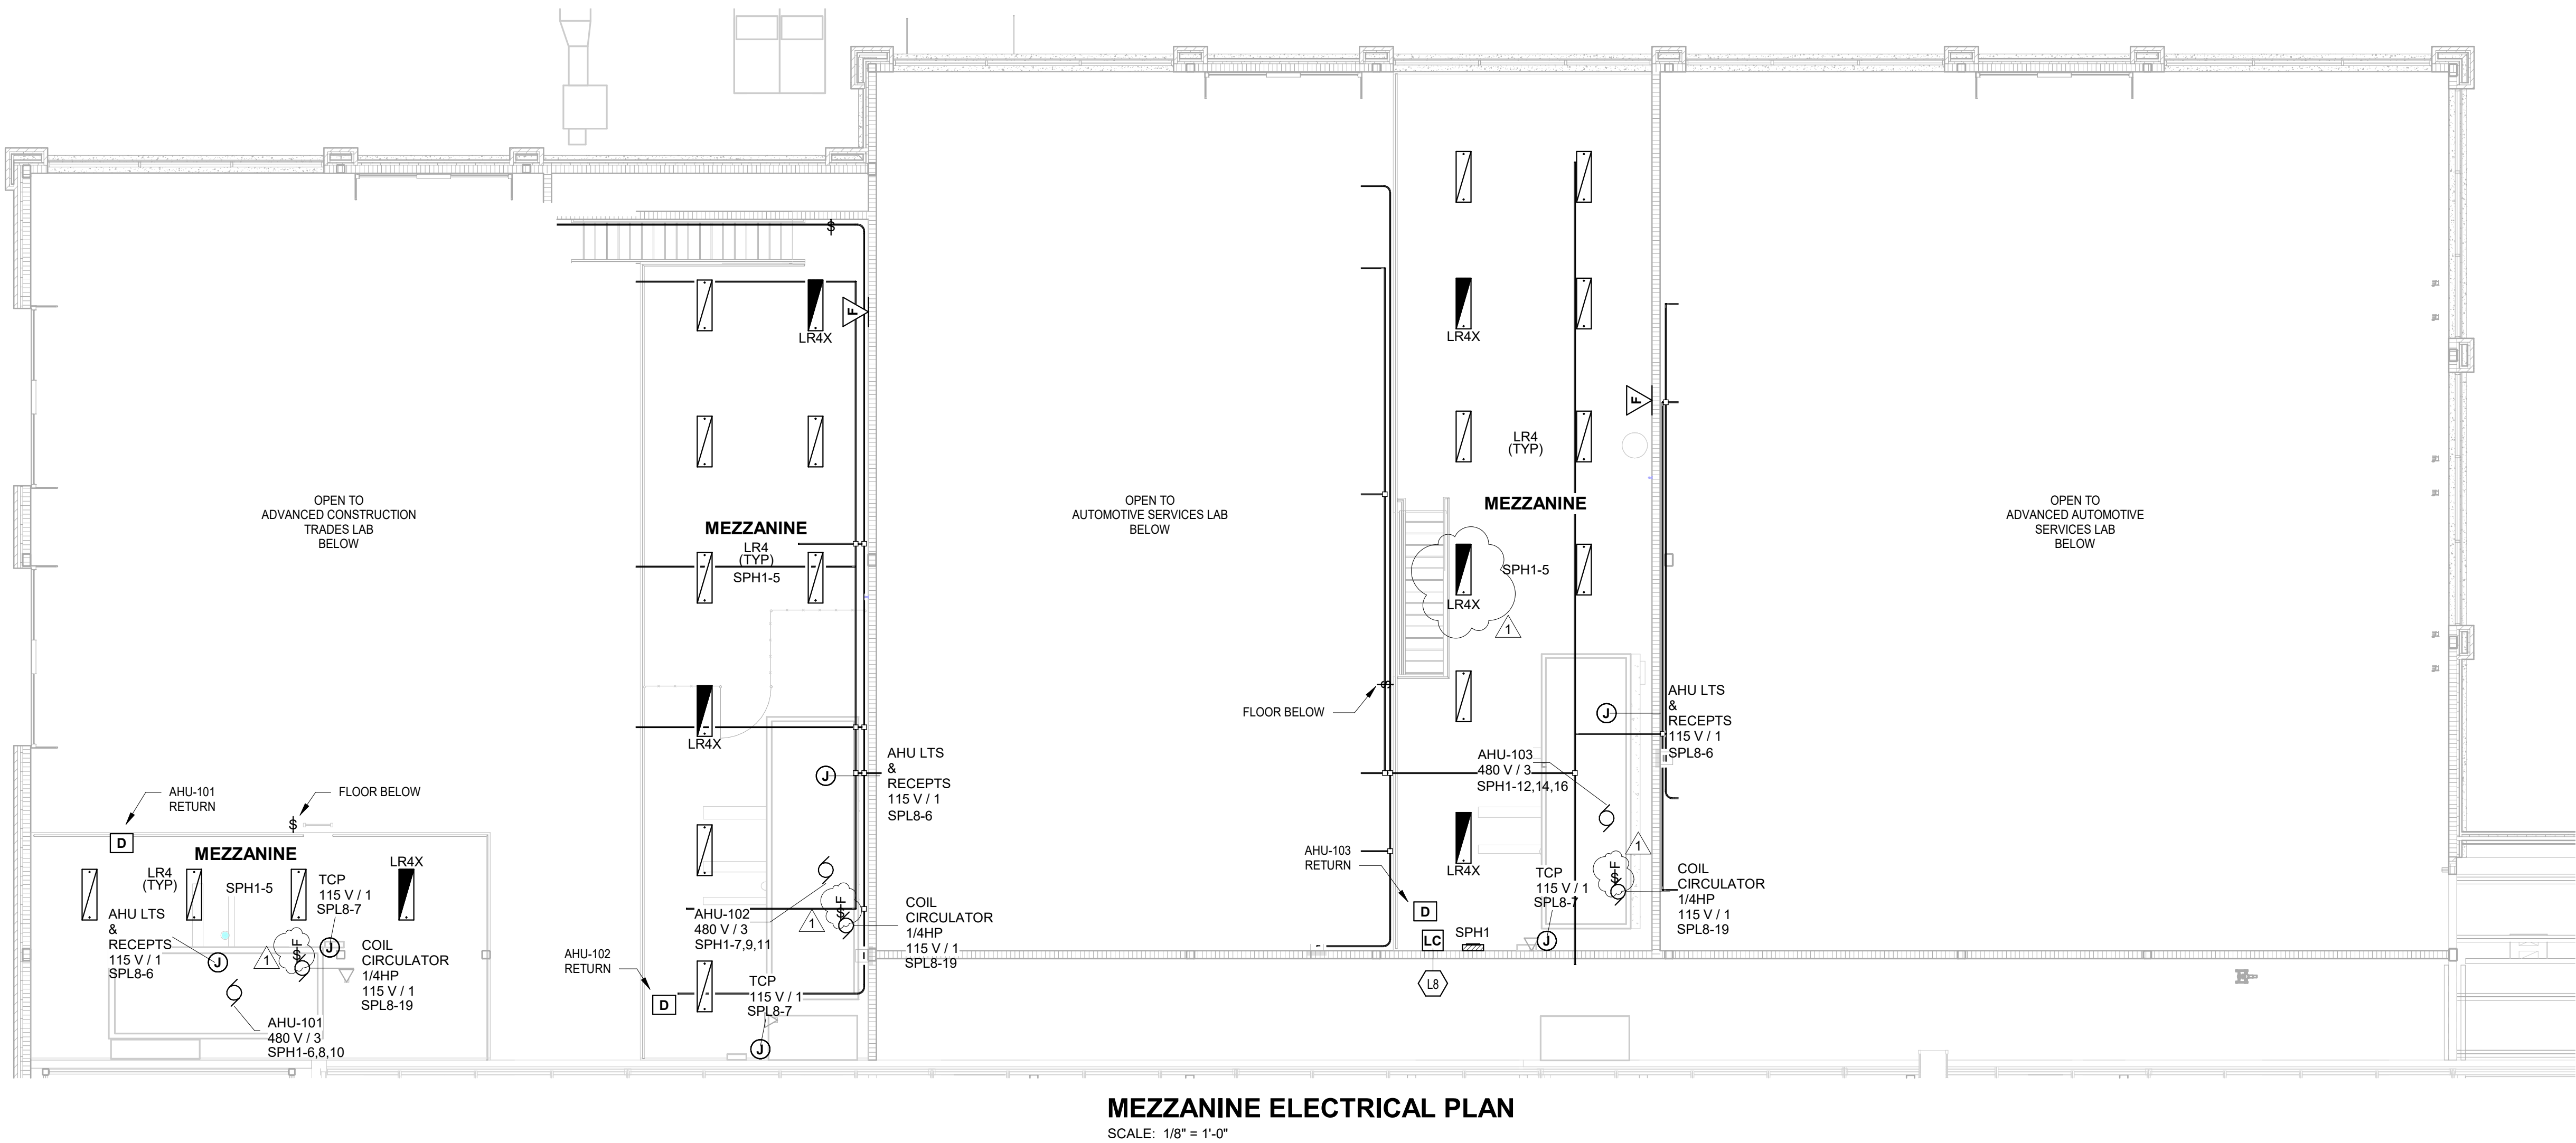 LR4X
F
OPEN TO
ADVANCED CONSTRUCTION
TRADES LAB
BELOW
MEZZANINE
LR4
(TYP)
SPH1-5
LR4X
AHU LTS
&
RECEPTS
115 V / 1
SPL8-6
J
AHU-102
480 V / 3
SPH1-7,9,11
$F
1
COIL
CIRCULATOR
1/4HP
115 V / 1
SPL8-19
AHU-102
RETURN
D
TCP
115 V / 1
SPL8-7
J
$
AHU-101
RETURN
D
FLOOR BELOW
$
MEZZANINE
LR4
(TYP)
SPH1-5
TCP
115 V / 1
SPL8-7
J
LR4X
AHU LTS
&
RECEPTS
115 V / 1
SPL8-6
J
1
$F
COIL
CIRCULATOR
1/4HP
115 V / 1
SPL8-19
AHU-101
480 V / 3
SPH1-6,8,10
OPEN TO
AUTOMOTIVE SERVICES LAB
BELOW
FLOOR BELOW
$
LR4X
F
LR4
(TYP)
MEZZANINE
SPH1-5
LR4X
1
J
AHU LTS
&
RECEPTS
115 V / 1
SPL8-6
AHU-103
480 V / 3
SPH1-12,14,16
AHU-103
RETURN
D
LR4X
TCP
115 V / 1
SPL8-7
J
1
$F
COIL
CIRCULATOR
1/4HP
115 V / 1
SPL8-19
LC
SPH1
L8
OPEN TO
ADVANCED AUTOMOTIVE
SERVICES LAB
BELOW
MEZZANINE ELECTRICAL PLAN
SCALE: 1/8" = 1'-0"